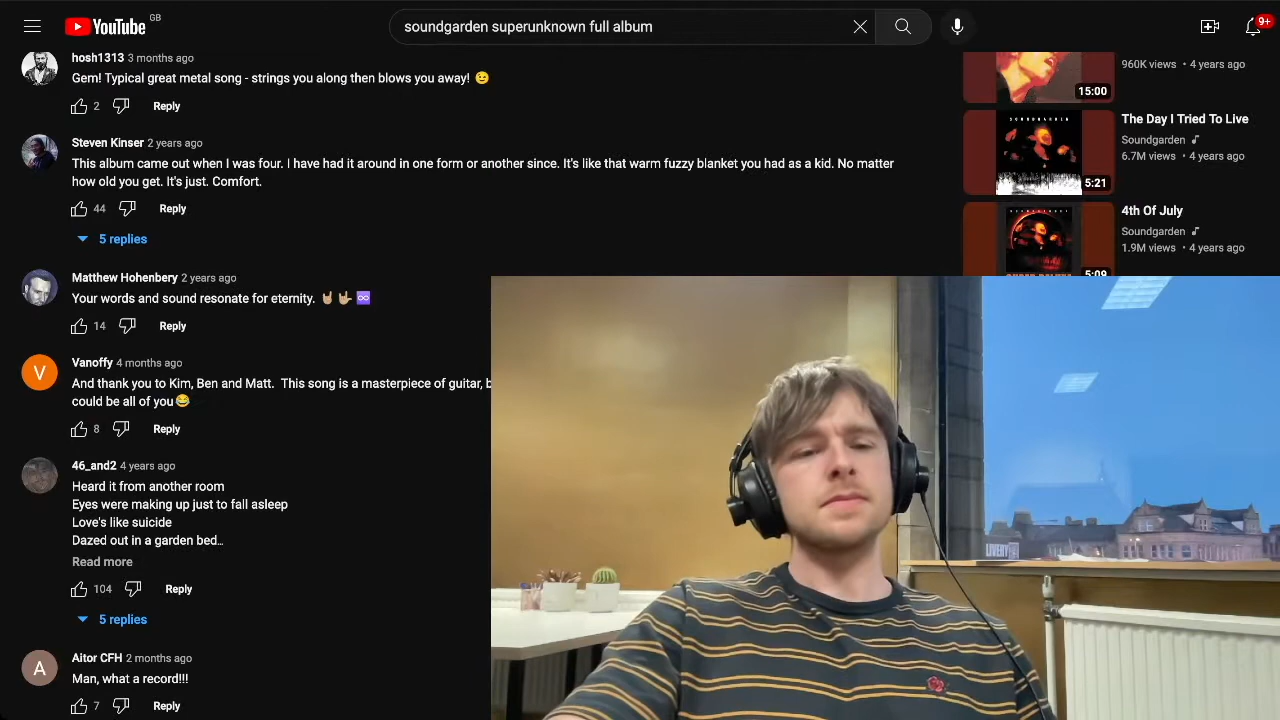 YouTube GB
soundgarden superunknown full album
9+
hosh1313 3 months ago
Gem! Typical great metal song - strings you along then blows you away! 😉
2 Reply
Steven Kinser 2 years ago
This album came out when I was four. I have had it around in one form or another since. It's like that warm fuzzy blanket you had as a kid. No matter
how old you get. It's just. Comfort.
44 Reply
5 replies
Matthew Hohenbery 2 years ago
Your words and sound resonate for eternity. 🤘🏽🤟🏽♾️
14 Reply
V
Vanoffy 4 months ago
And thank you to Kim, Ben and Matt. This song is a masterpiece of guitar, b
could be all of you😂
8 Reply
46_and2 4 years ago
Heard it from another room
Eyes were making up just to fall asleep
Love's like suicide
Dazed out in a garden bed…
Read more
104 Reply
5 replies
A
Aitor CFH 2 months ago
Man, what a record!!!
7 Reply
960K views • 4 years ago
15:00
The Day I Tried To Live
Soundgarden
6.7M views • 4 years ago
5:21
SOUNDGARDEN
4th Of July
Soundgarden
1.9M views • 4 years ago
5:09